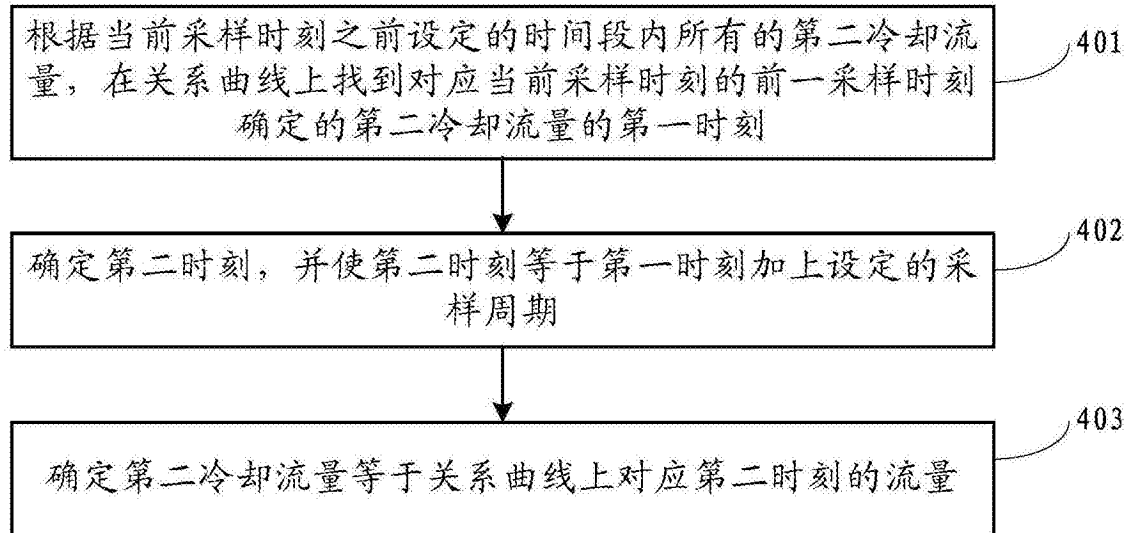 根据当前采样时刻之前设定的时间段内所有的第二冷却流
量，在关系曲线上找到对应当前采样时刻的前一采样时刻
确定的第二冷却流量的第一时刻
401
确定第二时刻，并使第二时刻等于第一时刻加上设定的采
样周期
402
确定第二冷却流量等于关系曲线上对应第二时刻的流量
403